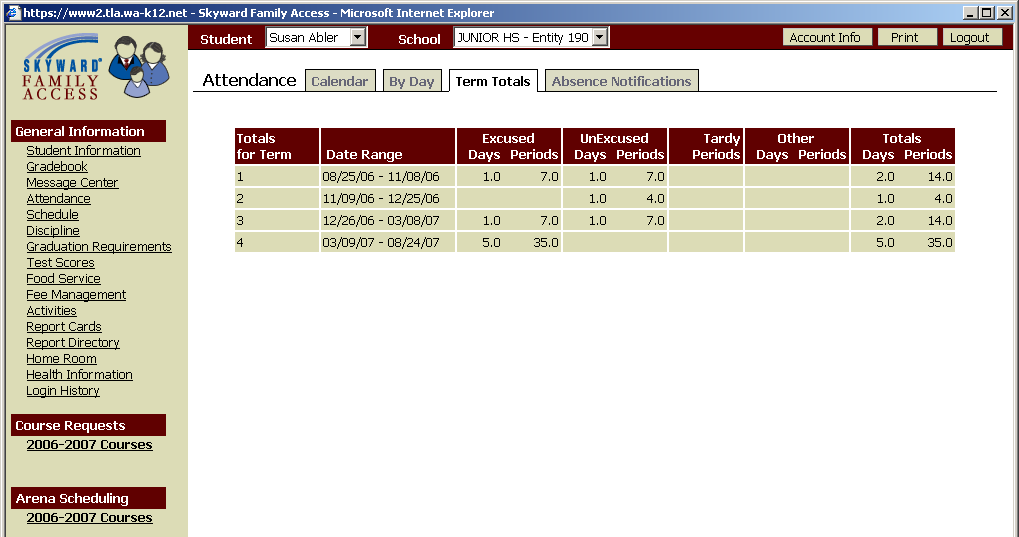 https://www2.tla.wa-k12.net - Skyward Family Access - Microsoft Internet Explorer
SKYWARD®
FAMILY
ACCESS
Student Susan Abler School JUNIOR HS - Entity 190 Account Info Print Logout
Attendance Calendar By Day Term Totals Absence Notifications
General Information
Student Information
Gradebook
Message Center
Attendance
Schedule
Discipline
Graduation Requirements
Test Scores
Food Service
Fee Management
Activities
Report Cards
Report Directory
Home Room
Health Information
Login History
Course Requests
2006-2007 Courses
Arena Scheduling
2006-2007 Courses
Totals Excused UnExcused Tardy Other Totals
for Term Date Range Days Periods Days Periods Periods Days Periods Days Periods
1 08/25/06 - 11/08/06 1.0 7.0 1.0 7.0 2.0 14.0
2 11/09/06 - 12/25/06 1.0 4.0 1.0 4.0
3 12/26/06 - 03/08/07 1.0 7.0 1.0 7.0 2.0 14.0
4 03/09/07 - 08/24/07 5.0 35.0 5.0 35.0